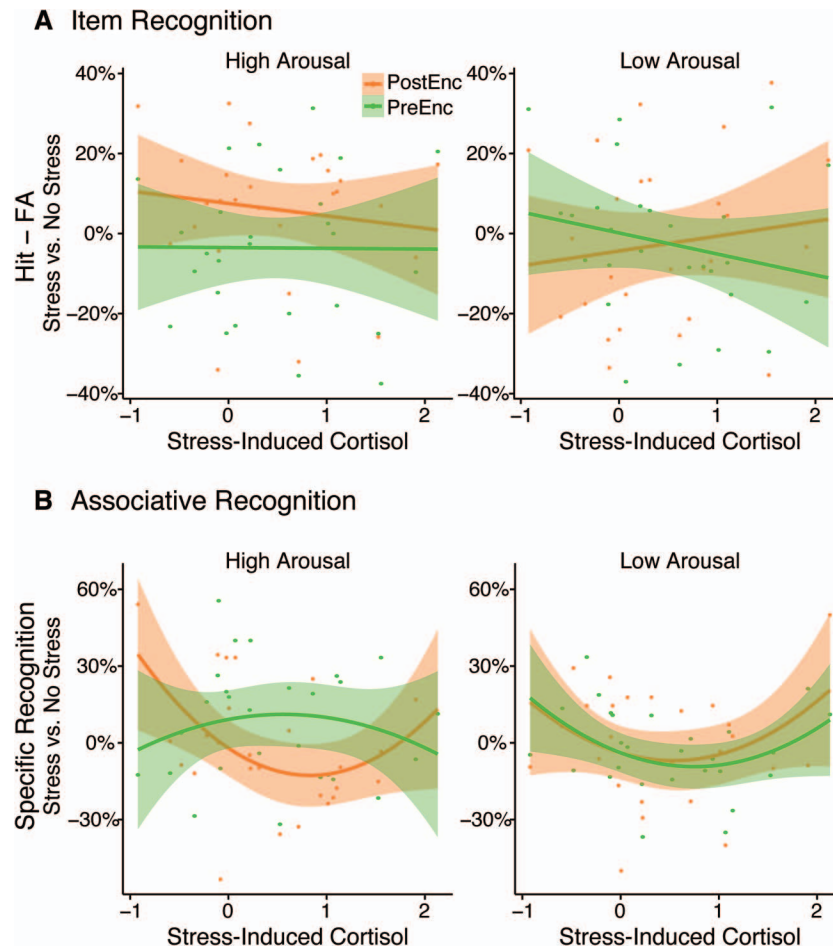 A Item Recognition
High Arousal
Low Arousal
PostEnc
PreEnc
Hit – FA
Stress vs. No Stress
40%
20%
0%
−20%
−40%
40%
20%
0%
−20%
−40%
−1 0 1 2
−1 0 1 2
Stress-Induced Cortisol
Stress-Induced Cortisol
B Associative Recognition
High Arousal
Low Arousal
Specific Recognition
Stress vs. No Stress
60%
30%
0%
−30%
60%
30%
0%
−30%
−1 0 1 2
−1 0 1 2
Stress-Induced Cortisol
Stress-Induced Cortisol